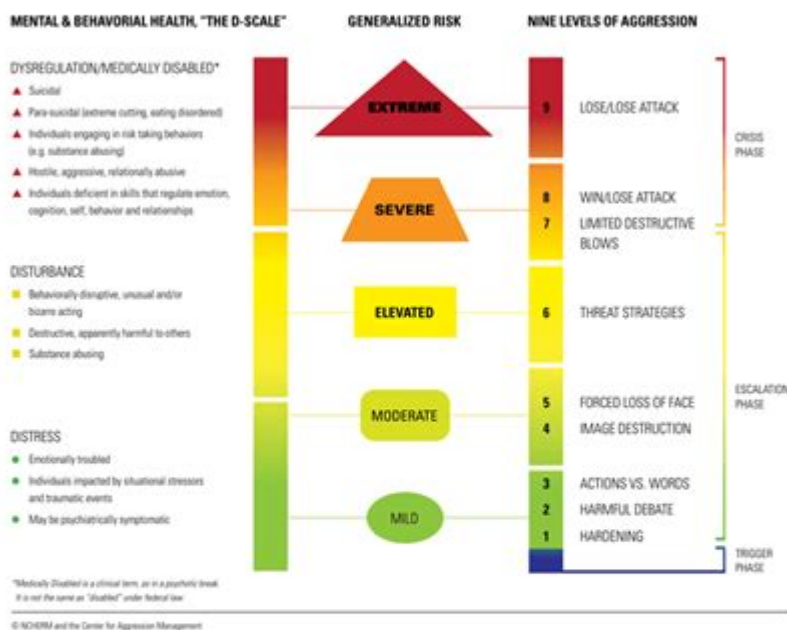 MENTAL & BEHAVORIAL HEALTH, "THE D-SCALE"
GENERALIZED RISK
NINE LEVELS OF AGGRESSION
DYSREGULATION/MEDICALLY DISABLED*
Suicidal
Para-suicidal (extreme cutting, eating disordered)
Individuals engaging in risk taking behaviors
(e.g. substance abusing)
Hostile, aggressive, relationally abusive
Individuals deficient in skills that regulate emotion,
cognition, self, behavior and relationships
DISTURBANCE
Behaviorally disruptive, unusual and/or
bizarre acting
Destructive, apparently harmful to others
Substance abusing
DISTRESS
Emotionally troubled
Individuals impacted by situational stressors
and traumatic events
May be psychiatrically symptomatic
*Medically Disabled is a clinical term, as in a psychotic break.
It is not the same as "disabled" under federal law
EXTREME
SEVERE
ELEVATED
MODERATE
MILD
9 LOSE/LOSE ATTACK
8 WIN/LOSE ATTACK
7 LIMITED DESTRUCTIVE
BLOWS
6 THREAT STRATEGIES
5 FORCED LOSS OF FACE
4 IMAGE DESTRUCTION
3 ACTIONS VS. WORDS
2 HARMFUL DEBATE
1 HARDENING
CRISIS
PHASE
ESCALATION
PHASE
TRIGGER
PHASE
© NCHERM and the Center for Aggression Management